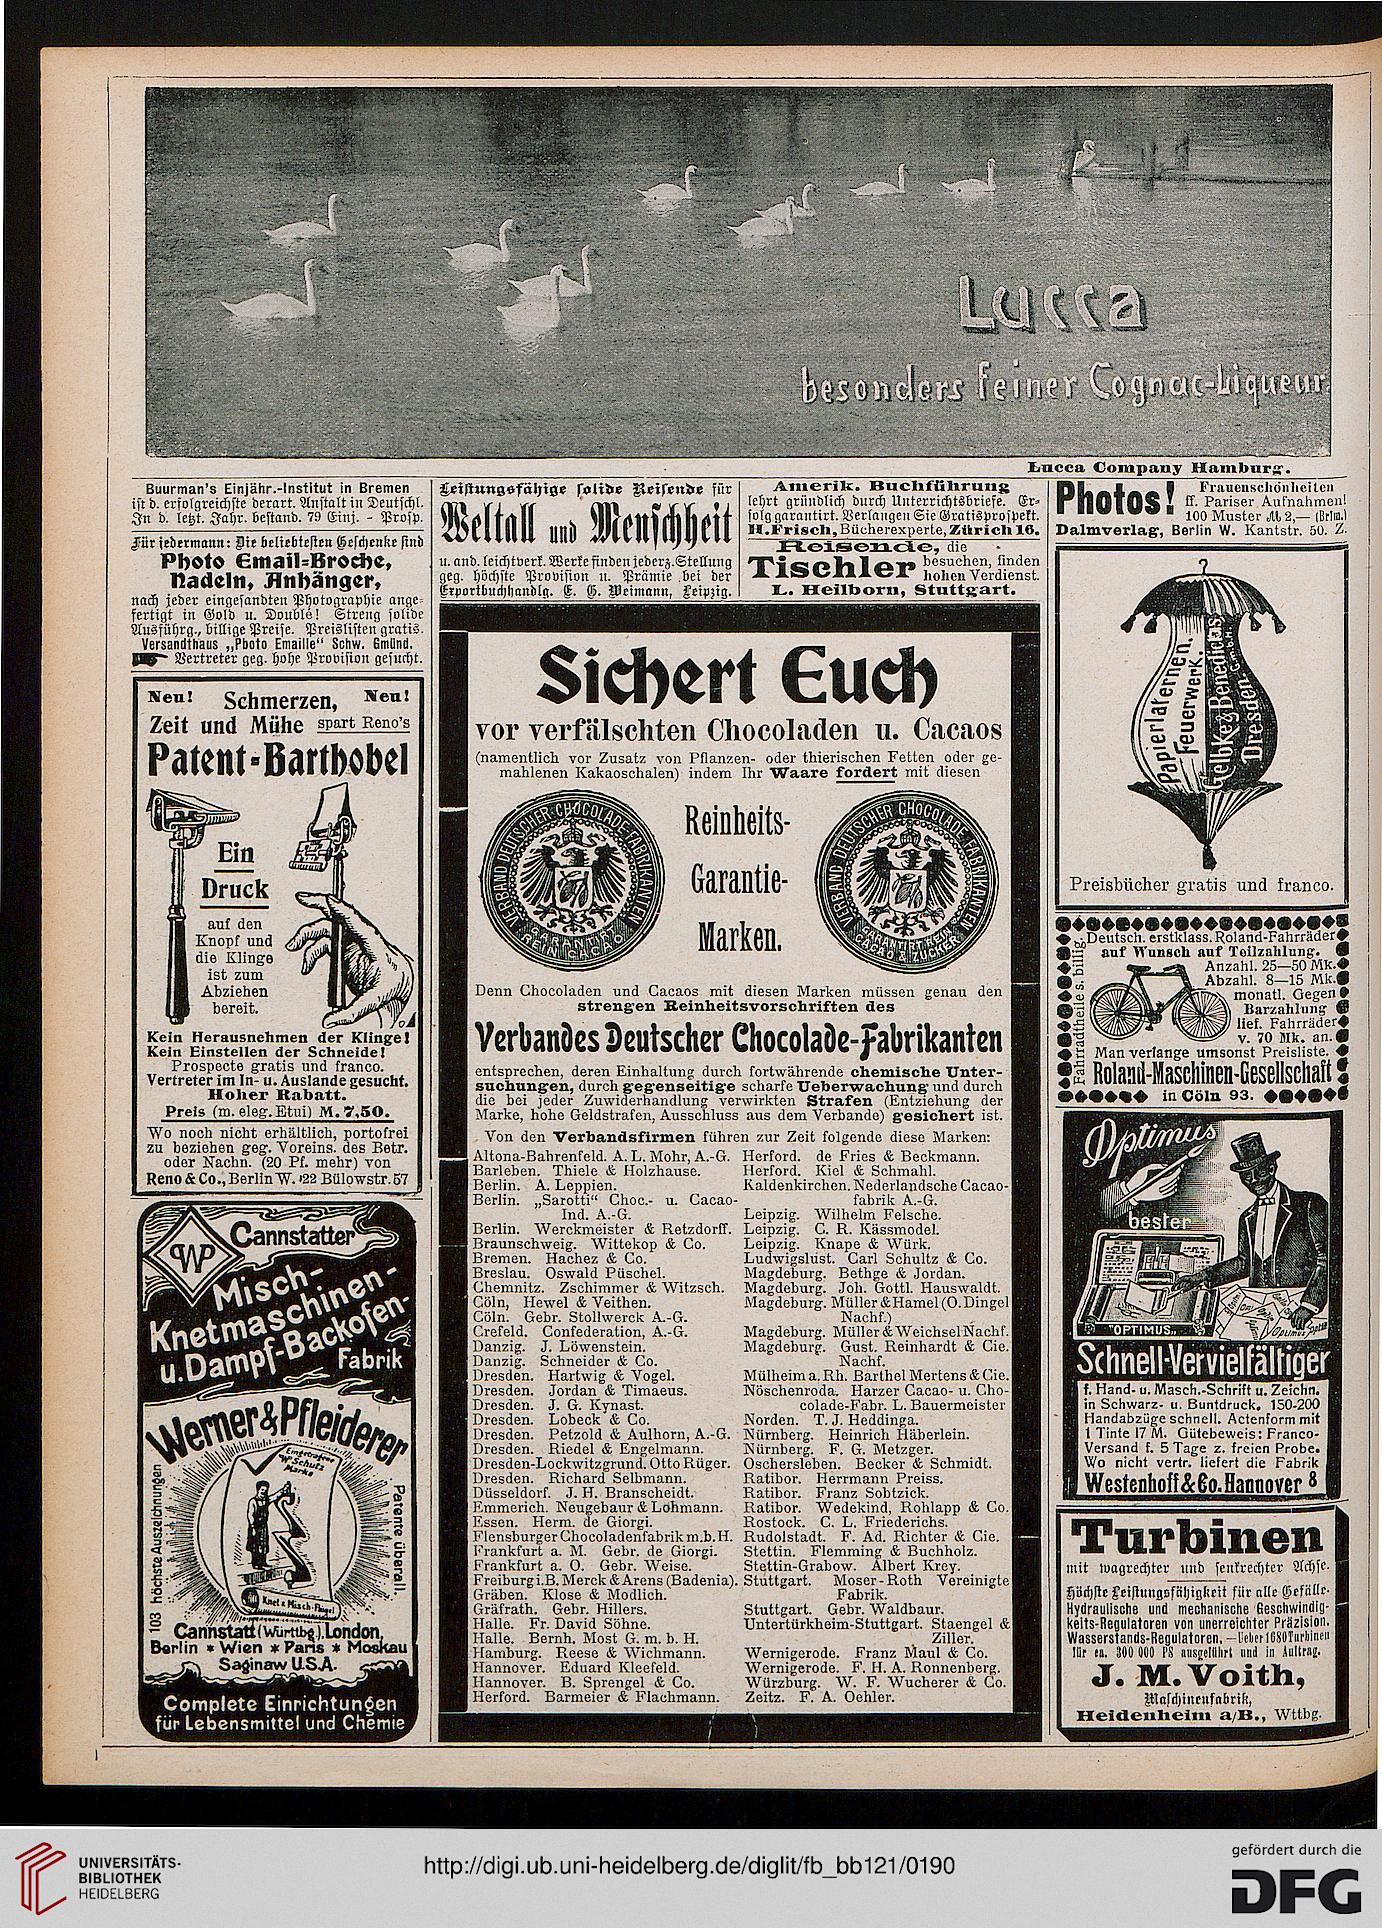 Lucca
besonders feiner Cognac-Liqueur.
Lucca Company Hamburg.
Buurman's Einjähr.-Institut in Bremen
ist d. erfolgreichste derart. Anstalt in Deutschl.
In d. letzt. Jahr. bestand. 79 Einj. - Prosp.
Für jedermann: Die beliebtesten Geschenke sind
Photo Email-Broche,
Nadeln, Anhänger,
nach jeder eingesandten Photographie ange-
fertigt in Gold u. Doublé! Streng solide
Ausführg., billige Preise. Preislisten gratis.
Versandthaus „Photo Emaille" Schw. Gmünd.
Vertreter geg. hohe Provision gesucht.
Neu! Schmerzen, Neu!
Zeit und Mühe spart Reno's
Patent-Barthobel
Ein
Druck
auf den
Knopf und
die Klinge
ist zum
Abziehen
bereit.
Kein Herausnehmen der Klinge!
Kein Einstellen der Schneide!
Prospecte gratis und franco.
Vertreter im In- u. Auslande gesucht.
Hoher Rabatt.
Preis (m. eleg. Etui) M. 7,50.
Wo noch nicht erhältlich, portofrei
zu beziehen geg. Voreins. des Betr.
oder Nachn. (20 Pf. mehr) von
Reno & Co., Berlin W. 122 Bülowstr. 57
WP
Cannstatter
Misch-
Knetmaschinen-
u. Dampf-Backofen-
Fabrik
Werner & Pfleiderer
Eingetragene
WP Schutz
Marke
103 höchste Auszeichnungen
Patente überall.
Knet & Misch-Flügel
Cannstatt (Württbg.), London,
Berlin * Wien * Paris * Moskau
Saginaw U.S.A.
Complete Einrichtungen
für Lebensmittel und Chemie
Leistungsfähige solide Reisende für
Weltall und Menschheit
u. and. leichtverk. Werke finden jederz. Stellung
geg. höchste Provision u. Prämie bei der
Exportbuchhandlg. E. G. Weimann, Leipzig.
Amerik. Buchführung
lehrt gründlich durch Unterrichtsbriefe. Er-
folg garantirt. Verlangen Sie Gratisprospekt.
H. Frisch, Bücherexperte, Zürich 16.
Reisende, die
Tischler besuchen, finden
hohen Verdienst.
L. Heilborn, Stuttgart.
Sichert Euch
vor verfälschten Chocoladen u. Cacaos
(namentlich vor Zusatz von Pflanzen- oder thierischen Fetten oder ge-
mahlenen Kakaoschalen) indem Ihr Waare fordert mit diesen
VERBAND DEUTSCHER CHOCOLADE-FABRIKANTEN
GARANTIRT
REIN CACAO
Reinheits-
Garantie-
Marken.
VERBAND DEUTSCHER CHOCOLADE-FABRIKANTEN
GARANTIRT REIN
CACAO & ZUCKER
Denn Chocoladen und Cacaos mit diesen Marken müssen genau den
strengen Reinheitsvorschriften des
Verbandes Deutscher Chocolade-Fabrikanten
entsprechen, deren Einhaltung durch fortwährende chemische Unter-
suchungen, durch gegenseitige scharfe Ueberwachung und durch
die bei jeder Zuwiderhandlung verwirkten Strafen (Entziehung der
Marke, hohe Geldstrafen, Ausschluss aus dem Verbande) gesichert ist.
Von den Verbandsfirmen führen zur Zeit folgende diese Marken:
Altona-Bahrenfeld. A. L. Mohr, A.-G.
Barleben. Thiele & Holzhause.
Berlin. A. Leppien.
Berlin. „Sarotti" Choc.- u. Cacao-
Ind. A.-G.
Berlin. Werckmeister & Retzdorff.
Braunschweig. Wittekop & Co.
Bremen. Hachez & Co.
Breslau. Oswald Püschel.
Chemnitz. Zschimmer & Witzsch.
Cöln, Hewel & Veithen.
Cöln. Gebr. Stollwerck A.-G.
Crefeld. Confederation, A.-G.
Danzig. J. Löwenstein.
Danzig. Schneider & Co.
Dresden. Hartwig & Vogel.
Dresden. Jordan & Timaeus.
Dresden. J. G. Kynast.
Dresden. Lobeck & Co.
Dresden. Petzold & Aulhorn, A.-G.
Dresden. Riedel & Engelmann.
Dresden-Lockwitzgrund. Otto Rüger.
Dresden. Richard Selbmann.
Düsseldorf. J. H. Branscheidt.
Emmerich. Neugebaur & Lohmann.
Essen. Herm. de Giorgi.
Flensburger Chocoladenfabrik m.b.H.
Frankfurt a. M. Gebr. de Giorgi.
Frankfurt a. O. Gebr. Weise.
Freiburg i.B. Merck & Arens (Badenia).
Gräben. Klose & Modlich.
Gräfrath. Gebr. Hillers.
Halle. Fr. David Söhne.
Halle. Bernh. Most G. m. b. H.
Hamburg. Reese & Wichmann.
Hannover. Eduard Kleefeld.
Hannover. B. Sprengel & Co.
Herford. Barmeier & Flachmann.
Herford. de Fries & Beckmann.
Herford. Kiel & Schmahl.
Kaldenkirchen. Nederlandsche Cacao-
fabrik A.-G.
Leipzig. Wilhelm Felsche.
Leipzig. C. R. Kässmodel.
Leipzig. Knape & Würk.
Ludwigslust. Carl Schultz & Co.
Magdeburg. Bethge & Jordan.
Magdeburg. Joh. Gottl. Hauswaldt.
Magdeburg. Müller & Hamel (O. Dingel
Nachf.)
Magdeburg. Müller & Weichsel Nachf.
Magdeburg. Gust. Reinhardt & Cie.
Nachf.
Mülheim a. Rh. Barthel Mertens & Cie.
Nöschenroda. Harzer Cacao- u. Cho-
colade-Fabr. L. Bauermeister
Norden. T. J. Heddinga.
Nürnberg. Heinrich Häberlein.
Nürnberg. F. G. Metzger.
Oschersleben. Becker & Schmidt.
Ratibor. Herrmann Preiss.
Ratibor. Franz Sobtzick.
Ratibor. Wedekind, Rohlapp & Co.
Rostock. C. L. Friederichs.
Rudolstadt. F. Ad. Richter & Cie.
Stettin. Flemming & Buchholz.
Stettin-Grabow. Albert Krey.
Stuttgart. Moser-Roth Vereinigte
Fabrik.
Stuttgart. Gebr. Waldbaur.
Untertürkheim-Stuttgart. Staengel &
Ziller.
Wernigerode. Franz Maul & Co.
Wernigerode. F. H. A. Ronnenberg.
Würzburg. W. F. Wucherer & Co.
Zeitz. F. A. Oehler.
Photos! Frauenschönheiten
ff. Pariser Aufnahmen!
100 Muster M 2,— (Brfm.)
Dalmverlag, Berlin W. Kantstr. 50. Z.
Papierlaternen,
Feuerwerk.
Gelbke & Benedictus
G.m.b.H.
Dresden.
Preisbücher gratis und franco.
Deutsch. erstklass. Roland-Fahrräder
auf Wunsch auf Teilzahlung.
Anzahl. 25—50 Mk.
Abzahl. 8—15 Mk.
monatl. Gegen
Barzahlung
lief. Fahrräder
v. 70 Mk. an.
Fahrradtheile s. billig.
Man verlange umsonst Preisliste.
Roland-Maschinen-Gesellschaft
in Cöln 93.
Optimus
bester
"OPTIMUS"
Schnell-Vervielfältiger
f. Hand- u. Masch.-Schrift u. Zeichn.
in Schwarz- u. Buntdruck. 150-200
Handabzüge schnell. Actenform mit
1 Tinte 17 M. Gütebeweis: Franco-
Versand f. 5 Tage z. freien Probe.
Wo nicht vertr. liefert die Fabrik
Westenhoff & Co. Hannover 8
Turbinen
mit wagrechter und senkrechter Achse.
Höchste Leistungsfähigkeit für alle Gefälle.
Hydraulische und mechanische Geschwindig-
keits-Regulatoren von unerreichter Präzision.
Wasserstands-Regulatoren, — Ueber 1680 Turbinen
für ca. 300 000 PS ausgeführt und in Auftrag.
J. M. Voith,
Maschinenfabrik,
Heidenheim a/B., Wttbg.
UNIVERSITÄTS-
BIBLIOTHEK
HEIDELBERG
http://digi.ub.uni-heidelberg.de/diglit/fb_bb121/0190
gefördert durch die
DFG